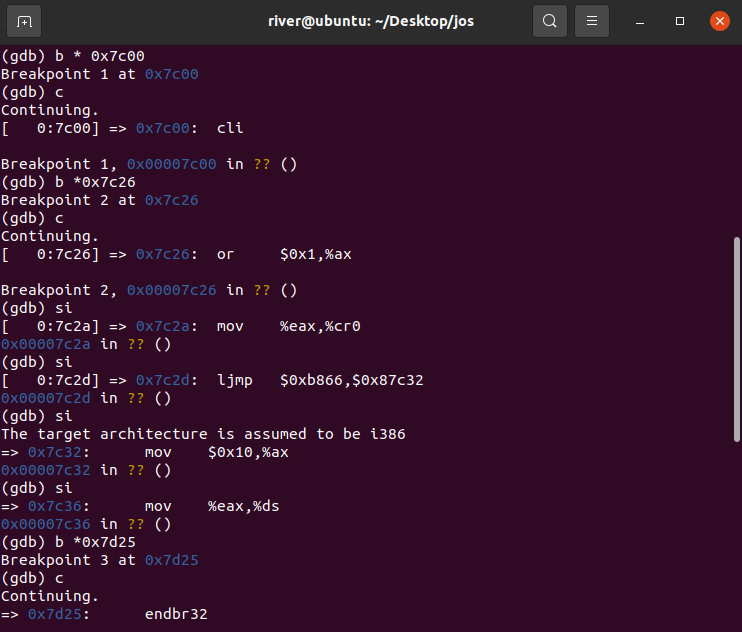 river@ubuntu: ~/Desktop/jos
(gdb) b * 0x7c00
Breakpoint 1 at 0x7c00
(gdb) c
Continuing.
[   0:7c00] => 0x7c00:  cli
Breakpoint 1, 0x00007c00 in ?? ()
(gdb) b *0x7c26
Breakpoint 2 at 0x7c26
(gdb) c
Continuing.
[   0:7c26] => 0x7c26:  or     $0x1,%ax
Breakpoint 2, 0x00007c26 in ?? ()
(gdb) si
[   0:7c2a] => 0x7c2a:  mov    %eax,%cr0
0x00007c2a in ?? ()
(gdb) si
[   0:7c2d] => 0x7c2d:  ljmp   $0xb866,$0x87c32
0x00007c2d in ?? ()
(gdb) si
The target architecture is assumed to be i386
=> 0x7c32:      mov    $0x10,%ax
0x00007c32 in ?? ()
(gdb) si
=> 0x7c36:      mov    %eax,%ds
0x00007c36 in ?? ()
(gdb) b *0x7d25
Breakpoint 3 at 0x7d25
(gdb) c
Continuing.
=> 0x7d25:      endbr32